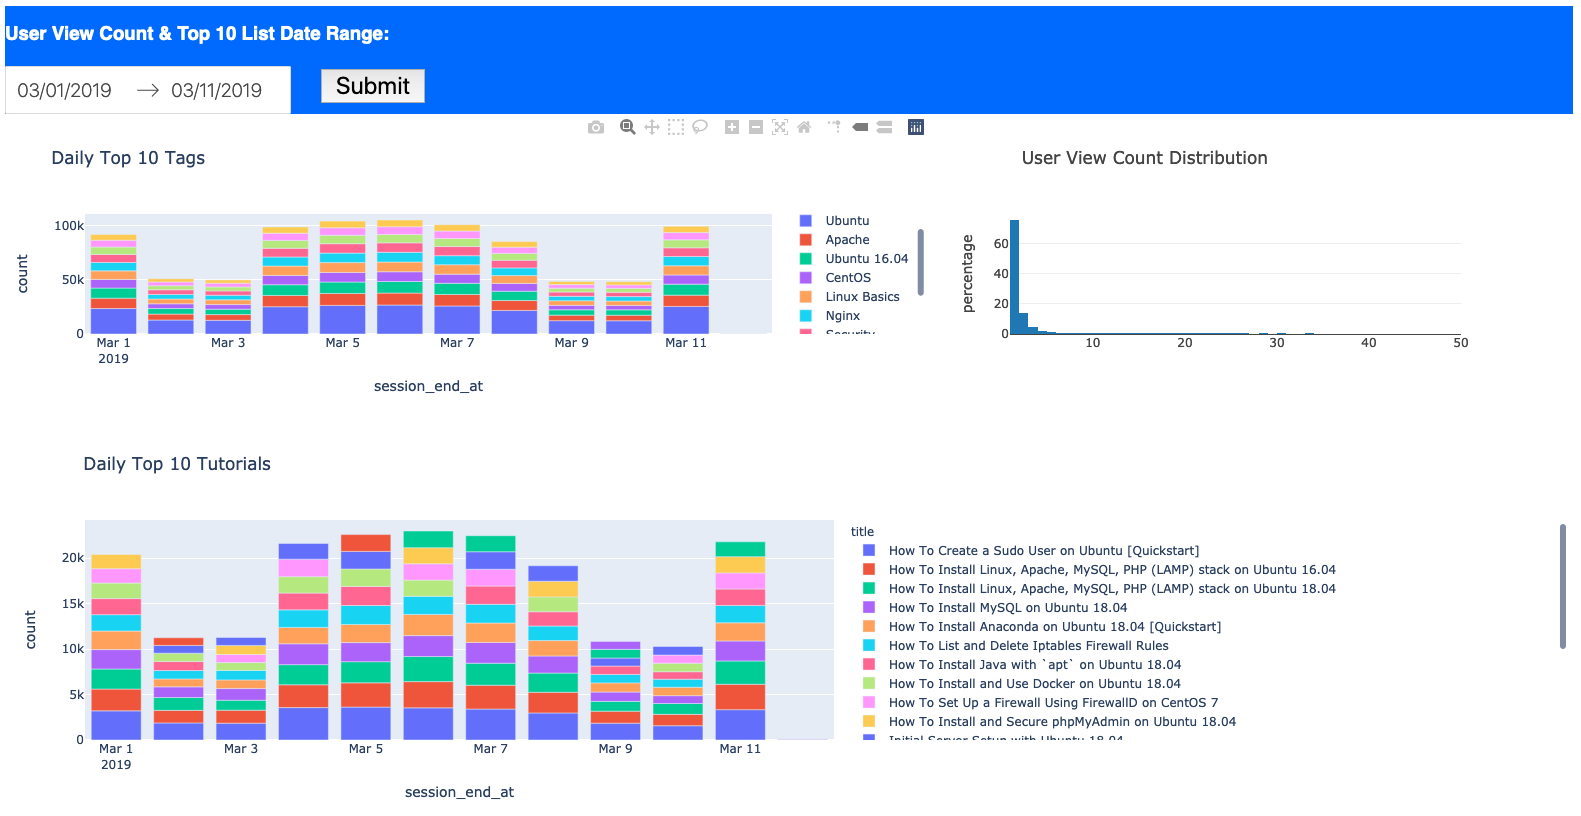 User View Count & Top 10 List Date Range:
03/01/2019 → 03/11/2019 Submit
Daily Top 10 Tags
100k
50k
0
count
Mar 1 Mar 3 Mar 5 Mar 7 Mar 9 Mar 11
2019
session_end_at
Ubuntu
Apache
Ubuntu 16.04
CentOS
Linux Basics
Nginx
Security
User View Count Distribution
60
40
20
0
percentage
10 20 30 40 50
Daily Top 10 Tutorials
20k
15k
10k
5k
0
count
Mar 1 Mar 3 Mar 5 Mar 7 Mar 9 Mar 11
2019
session_end_at
title
How To Create a Sudo User on Ubuntu [Quickstart]
How To Install Linux, Apache, MySQL, PHP (LAMP) stack on Ubuntu 16.04
How To Install Linux, Apache, MySQL, PHP (LAMP) stack on Ubuntu 18.04
How To Install MySQL on Ubuntu 18.04
How To Install Anaconda on Ubuntu 18.04 [Quickstart]
How To List and Delete Iptables Firewall Rules
How To Install Java with `apt` on Ubuntu 18.04
How To Install and Use Docker on Ubuntu 18.04
How To Set Up a Firewall Using FirewallD on CentOS 7
How To Install and Secure phpMyAdmin on Ubuntu 18.04
Initial Server Setup with Ubuntu 18.04